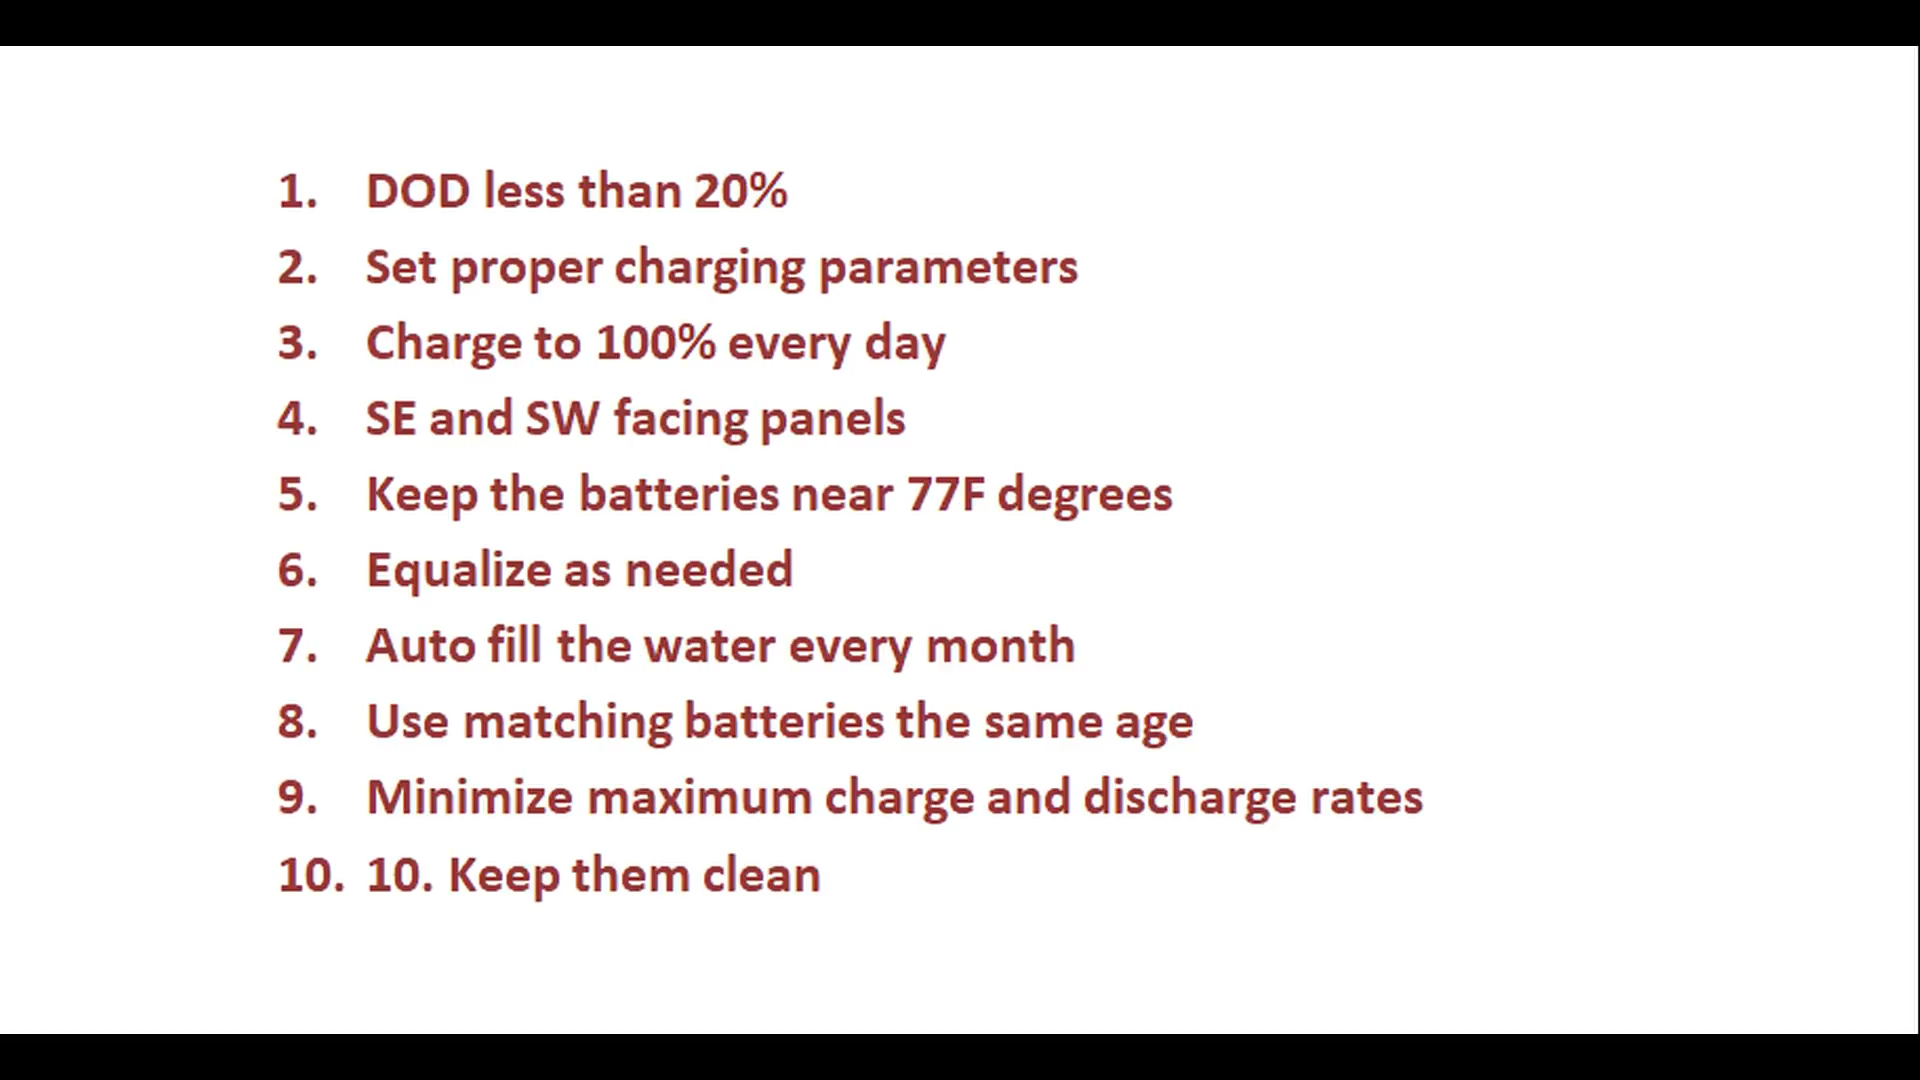 1. DOD less than 20%
2. Set proper charging parameters
3. Charge to 100% every day
4. SE and SW facing panels
5. Keep the batteries near 77F degrees
6. Equalize as needed
7. Auto fill the water every month
8. Use matching batteries the same age
9. Minimize maximum charge and discharge rates
10. 10. Keep them clean